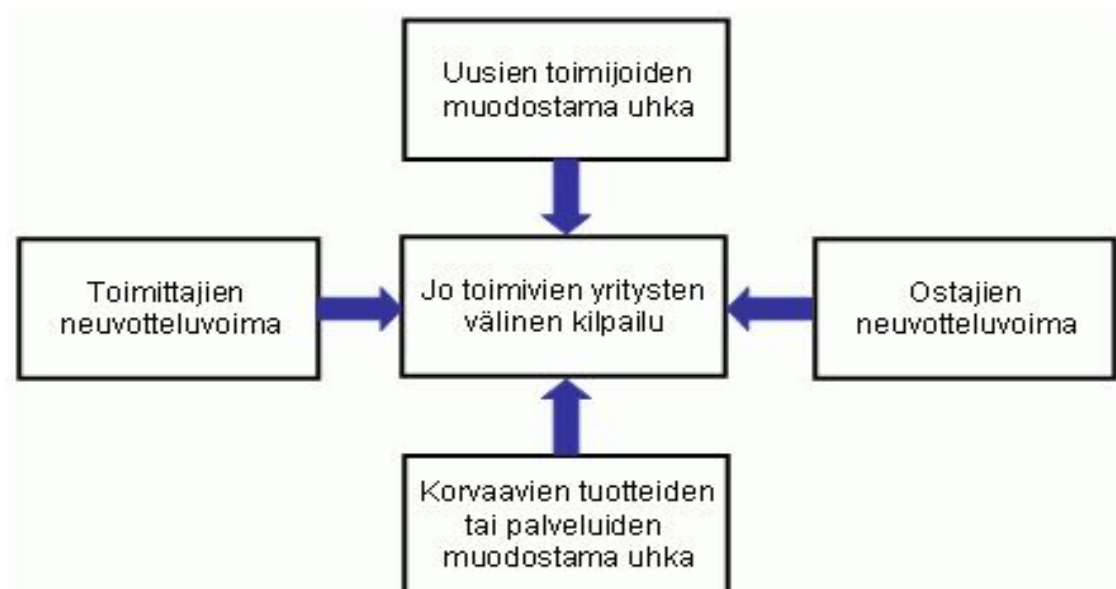 Uusien toimijoiden
muodostama uhka
Toimittajien
neuvotteluvoima
Jo toimivien yritysten
välinen kilpailu
Ostajien
neuvotteluvoima
Korvaavien tuotteiden
tai palveluiden
muodostama uhka